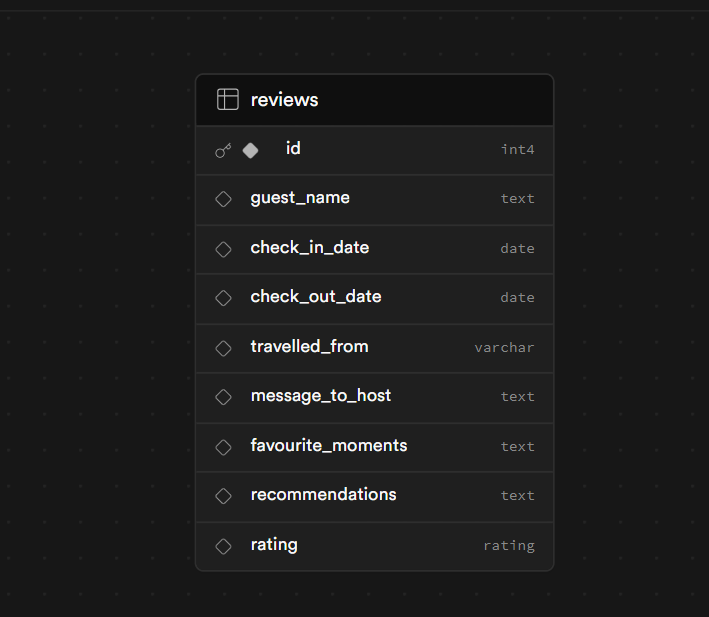 reviews
id int4
guest_name text
check_in_date date
check_out_date date
travelled_from varchar
message_to_host text
favourite_moments text
recommendations text
rating rating